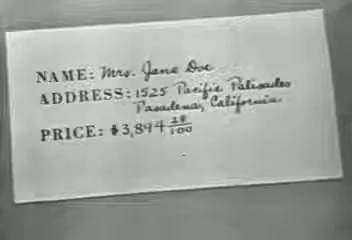 NAME: Mrs. Jane Doe
ADDRESS: 1525 Pacific Palisades
Pasadena, California.
PRICE: $3,894 28/100